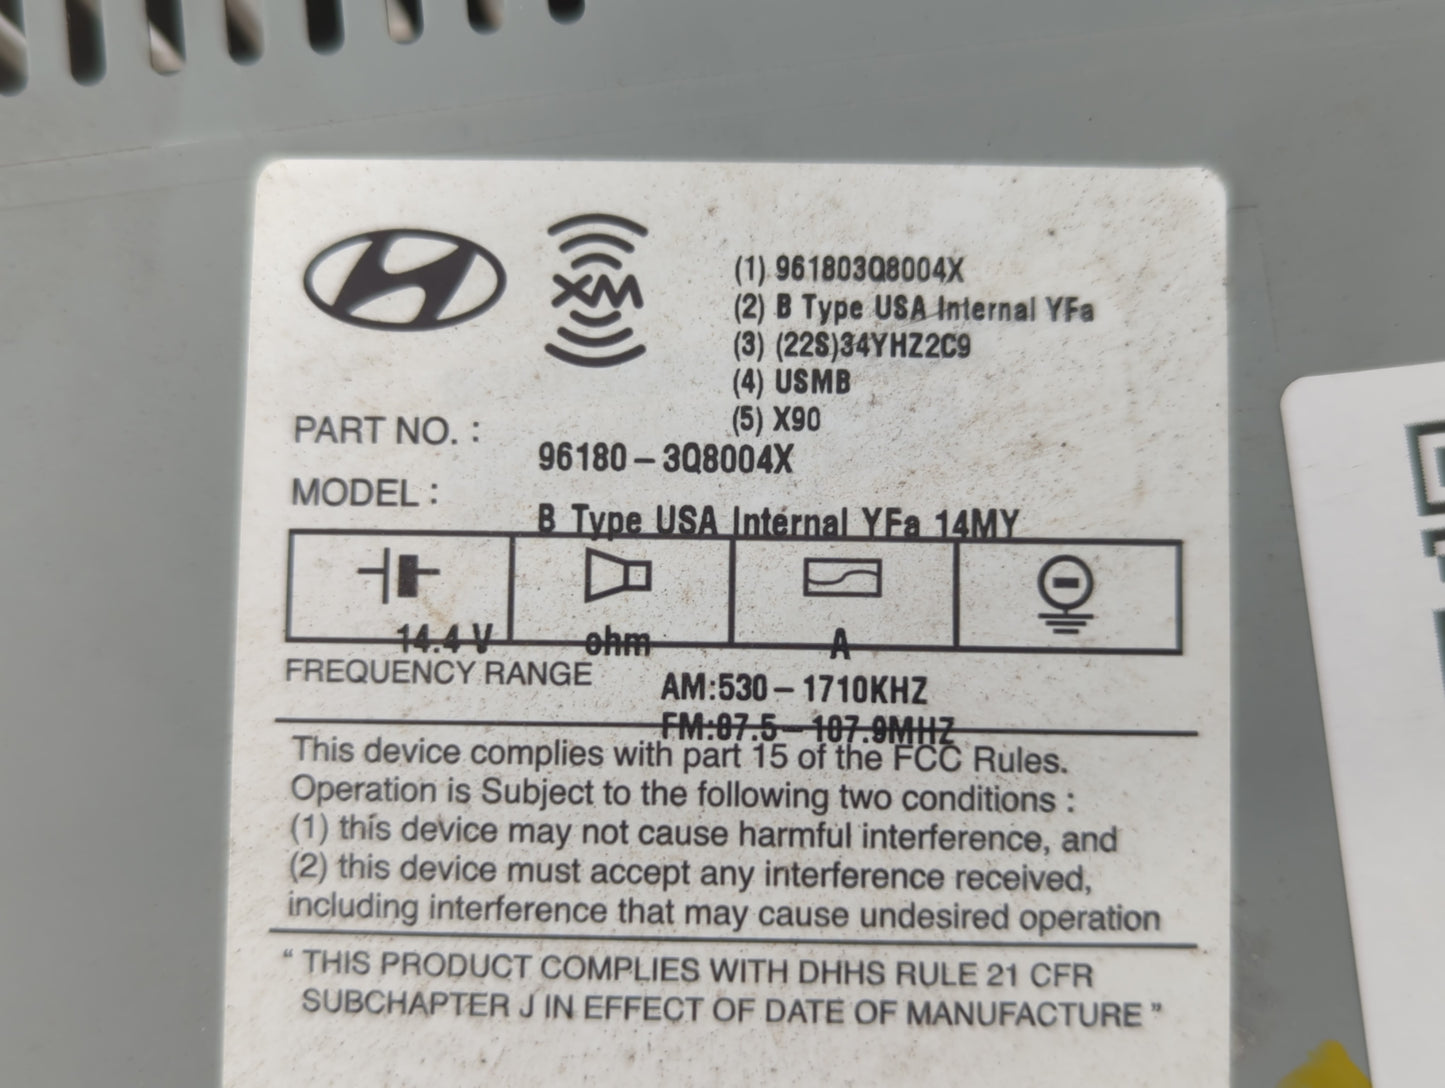 XM
(1) 961803Q8004X
(2) B Type USA Internal YFa
(3) (22S)34YHZ2C9
(4) USMB
(5) X90
PART NO. :
96180-3Q8004X
MODEL :
B Type USA Internal YFa 14MY
14.4 V ohm A
FREQUENCY RANGE AM:530-1710KHZ
FM:87.5-107.9MHZ
This device complies with part 15 of the FCC Rules.
Operation is Subject to the following two conditions :
(1) this device may not cause harmful interference, and
(2) this device must accept any interference received,
including interference that may cause undesired operation
“ THIS PRODUCT COMPLIES WITH DHHS RULE 21 CFR
SUBCHAPTER J IN EFFECT OF DATE OF MANUFACTURE ”